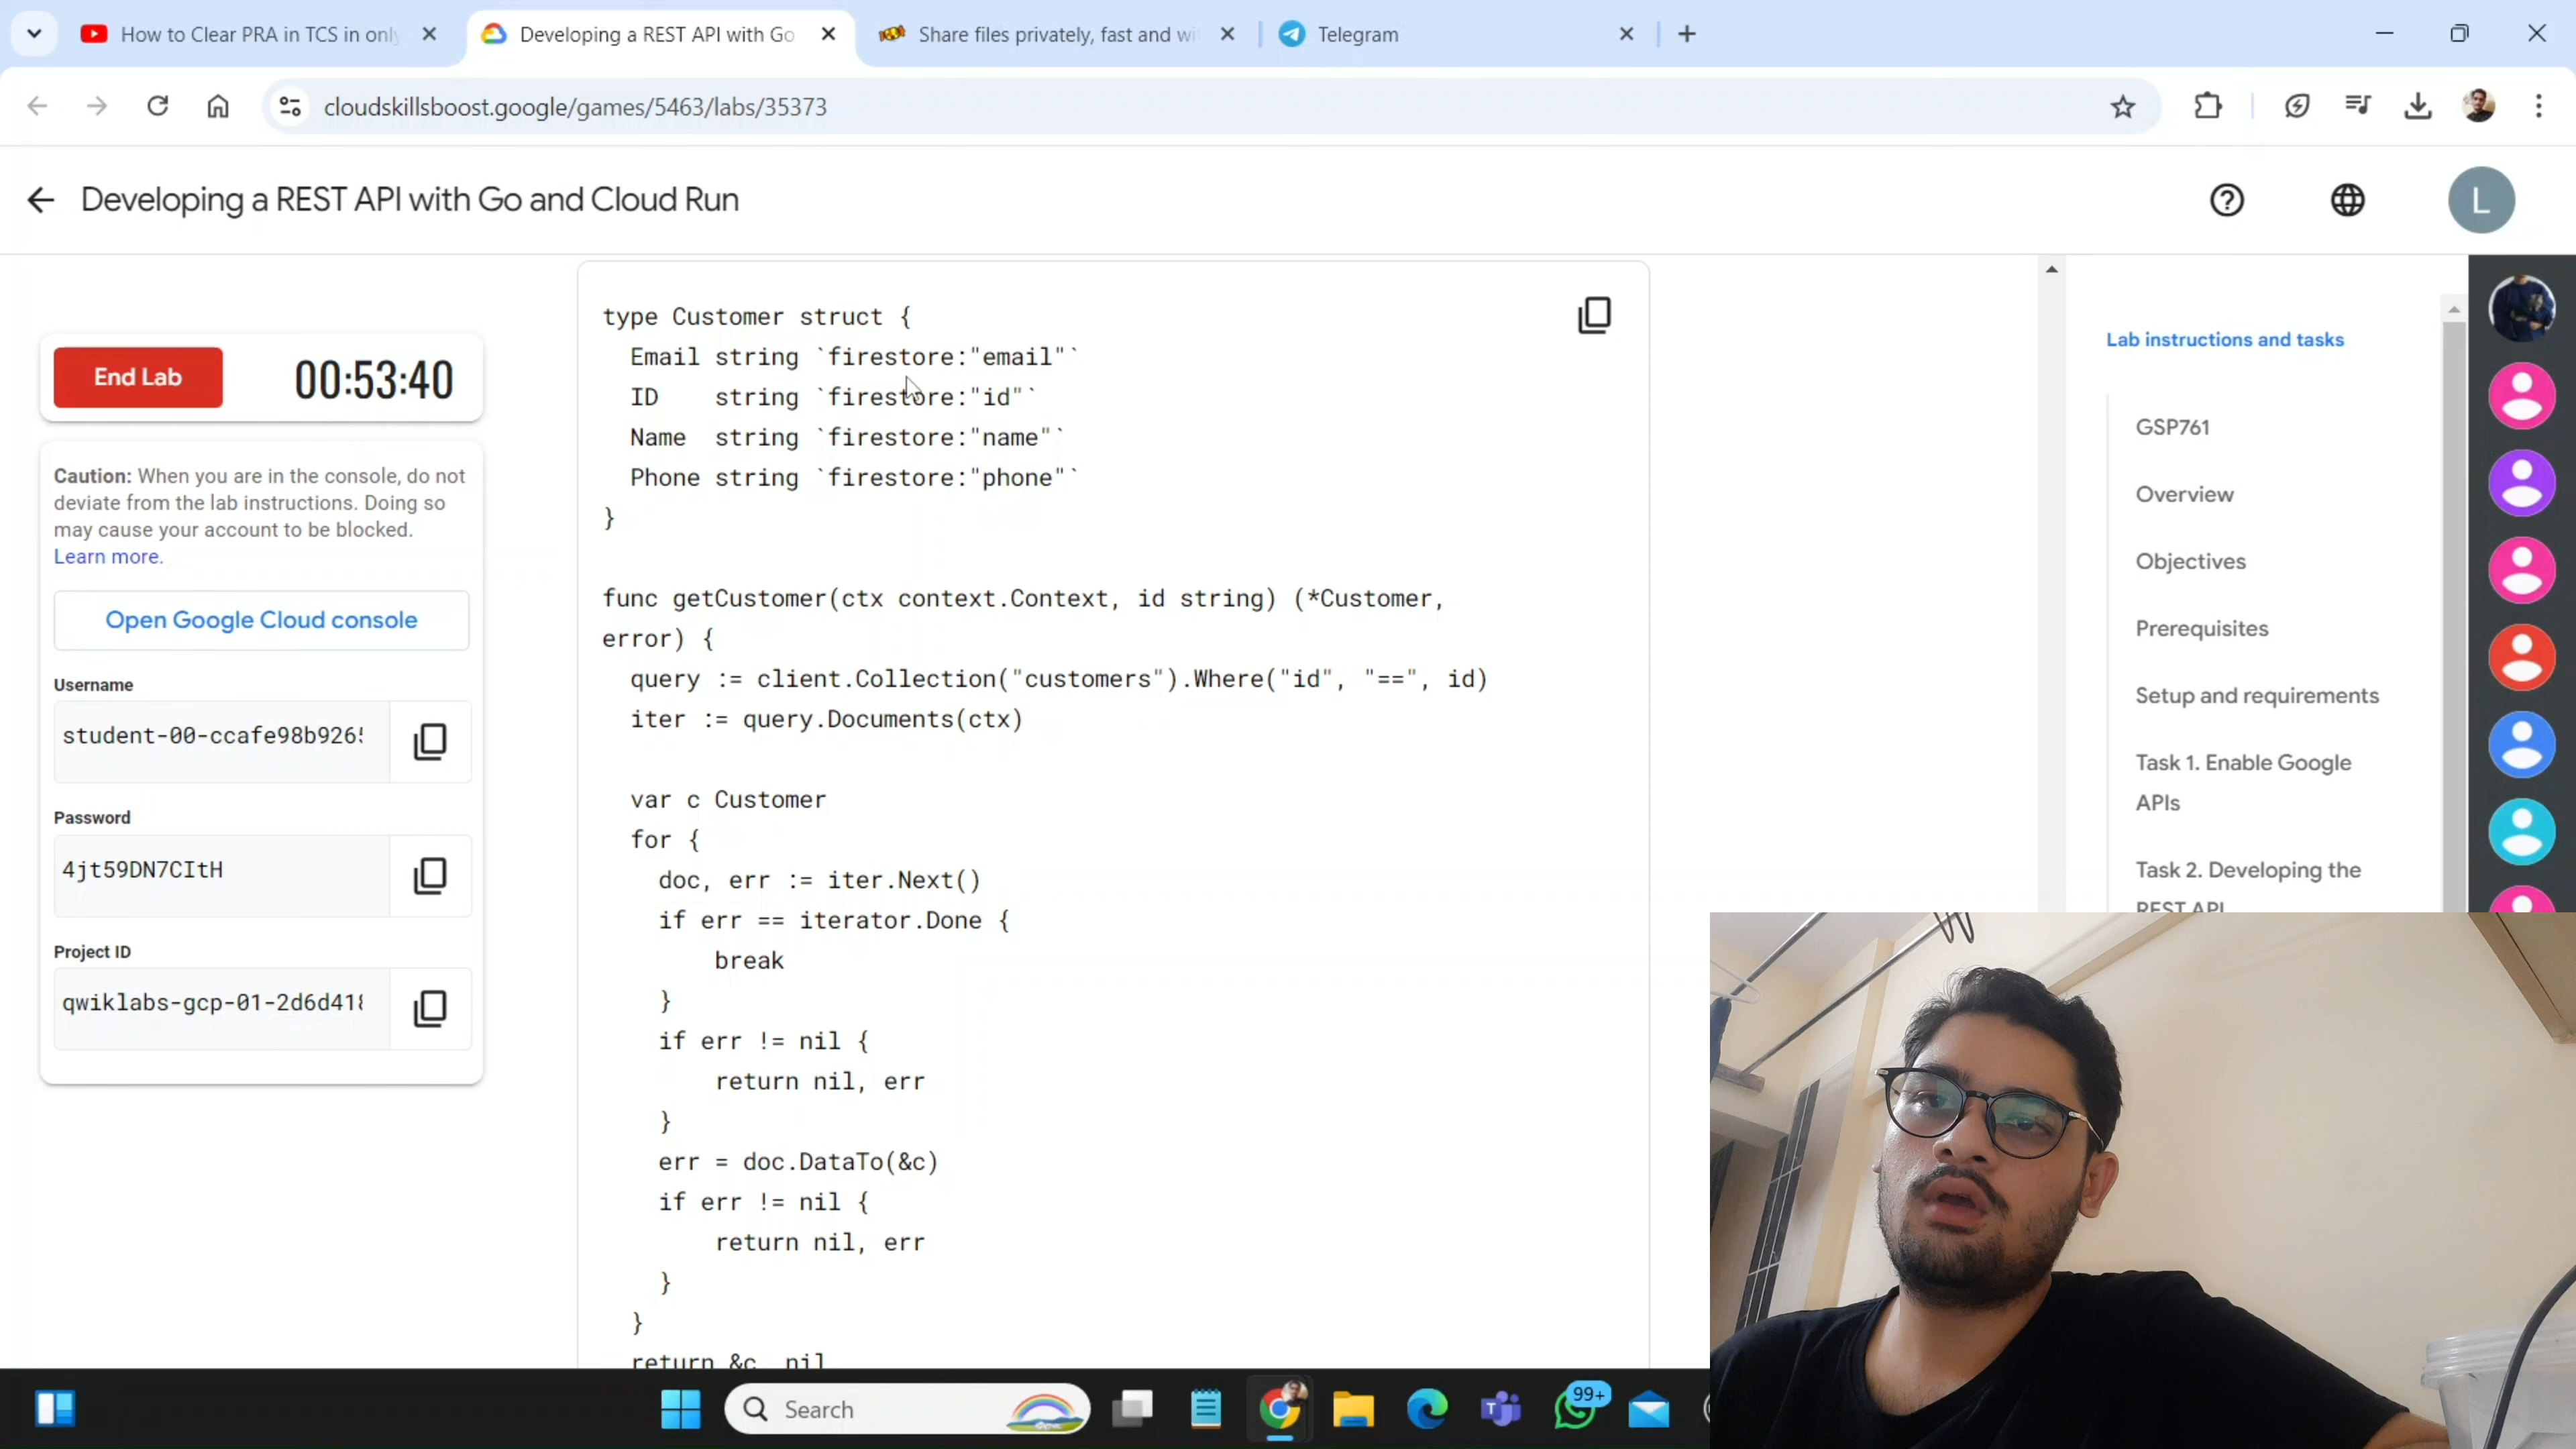 How to Clear PRA in TCS in only
Developing a REST API with Go
Share files privately, fast and wi
Telegram
cloudskillsboost.google/games/5463/labs/35373
Developing a REST API with Go and Cloud Run
L
End Lab
00:53:40
Caution: When you are in the console, do not
deviate from the lab instructions. Doing so
may cause your account to be blocked.
Learn more.
Open Google Cloud console
Username
student-00-ccafe98b9265
Password
4jt59DN7CItH
Project ID
qwiklabs-gcp-01-2d6d418
type Customer struct {
Email string `firestore:"email"`
ID string `firestore:"id"`
Name string `firestore:"name"`
Phone string `firestore:"phone"`
}
func getCustomer(ctx context.Context, id string) (*Customer,
error) {
query := client.Collection("customers").Where("id", "==", id)
iter := query.Documents(ctx)
var c Customer
for {
doc, err := iter.Next()
if err == iterator.Done {
break
}
if err != nil {
return nil, err
}
err = doc.DataTo(&c)
if err != nil {
return nil, err
}
}
return &c, nil
Lab instructions and tasks
GSP761
Overview
Objectives
Prerequisites
Setup and requirements
Task 1. Enable Google
APIs
Task 2. Developing the
REST API
Search
99+